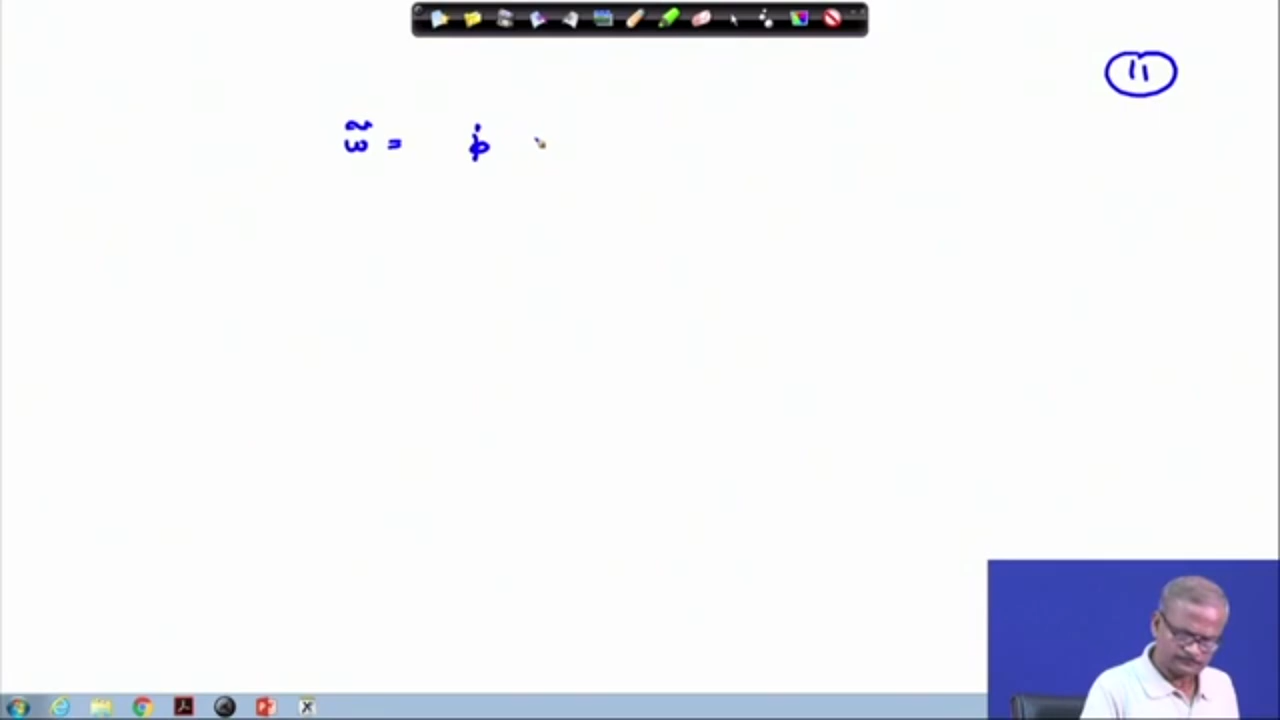 11
ω̃ = φ̇